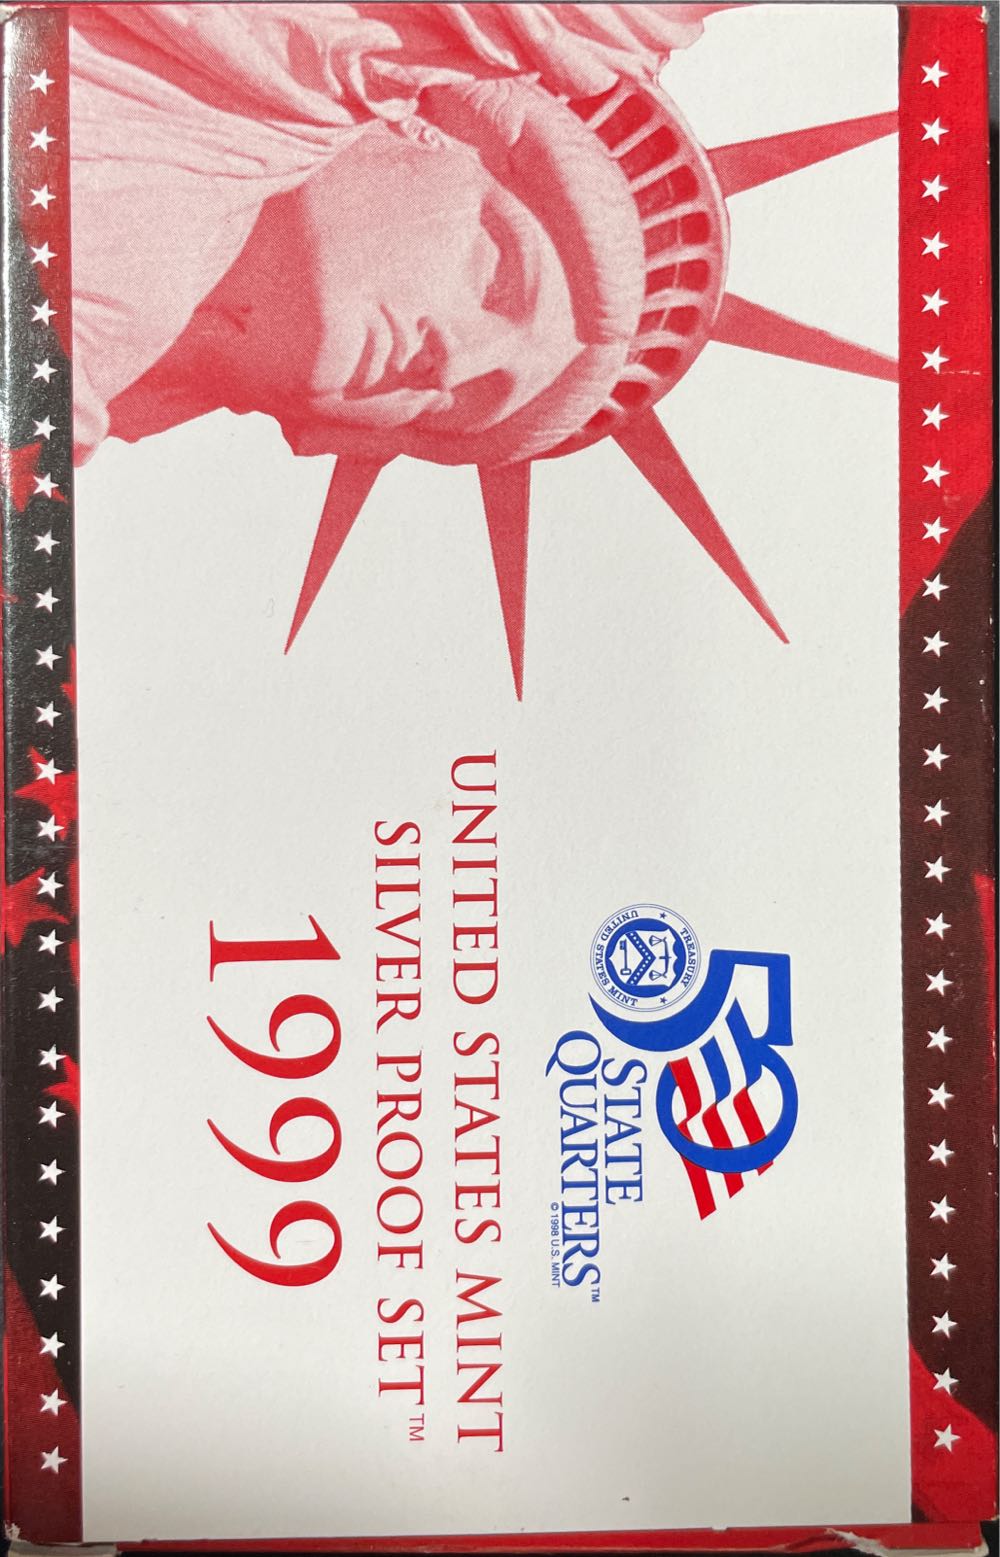 50
STATE
QUARTERS™
© 1998 U.S. MINT
TREASURY
UNITED STATES MINT
UNITED STATES MINT
SILVER PROOF SET™
1999